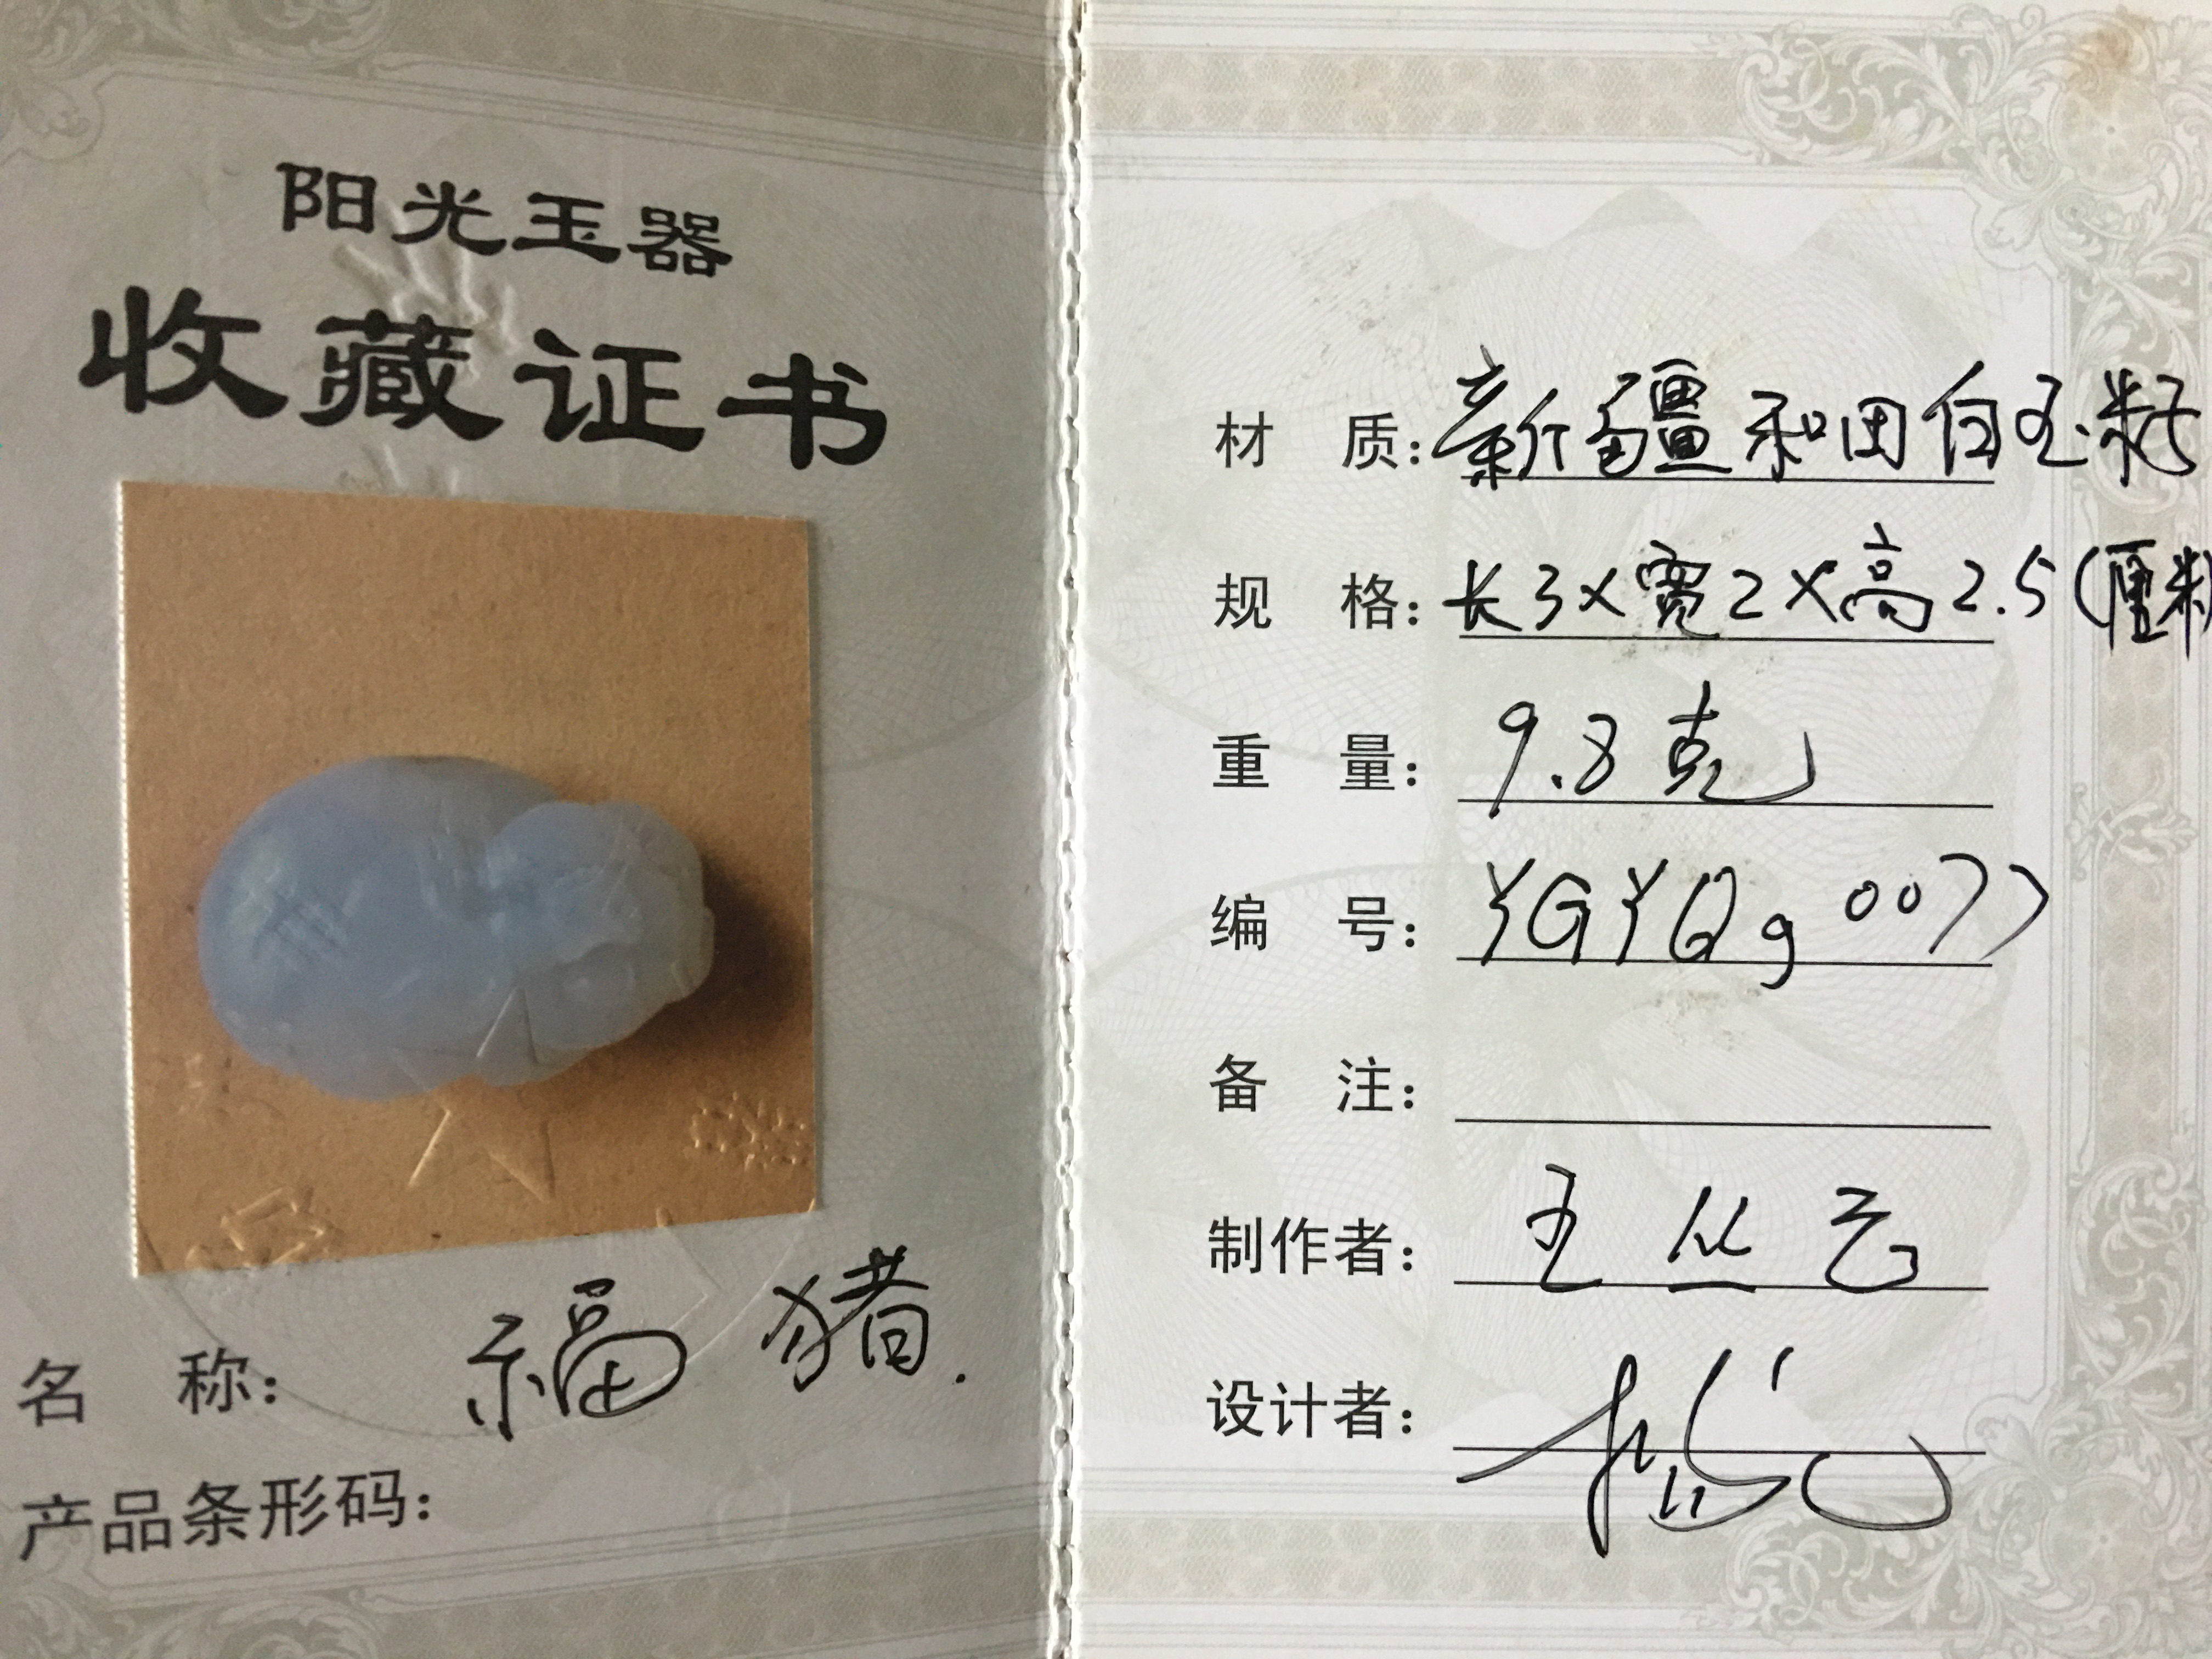 阳光玉器
收藏证书
名 称：福 猪.
产品条形码：
材 质：新疆和田白玉籽
规 格：长3×宽2×高2.5(厘米)
重 量：9.8克
编 号：YGYQg0077
备 注：
制作者：王丛云
设计者：